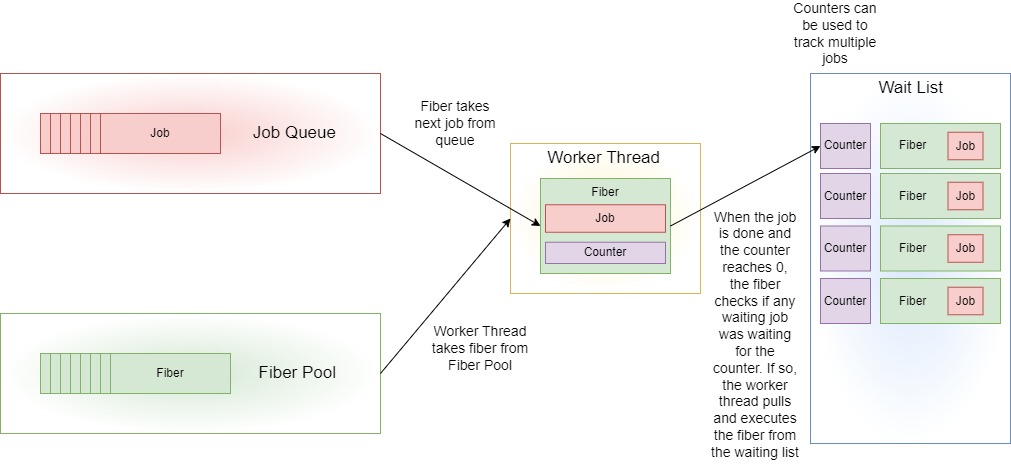 Counters can
be used to
track multiple
jobs
Job
Job Queue
Fiber takes
next job from
queue
Worker Thread
Fiber
Job
Counter
Worker Thread
takes fiber from
Fiber Pool
Fiber
Fiber Pool
When the job
is done and
the counter
reaches 0,
the fiber
checks if any
waiting job
was waiting
for the
counter. If so,
the worker
thread pulls
and executes
the fiber from
the waiting list
Wait List
Counter Fiber Job
Counter Fiber Job
Counter Fiber Job
Counter Fiber Job